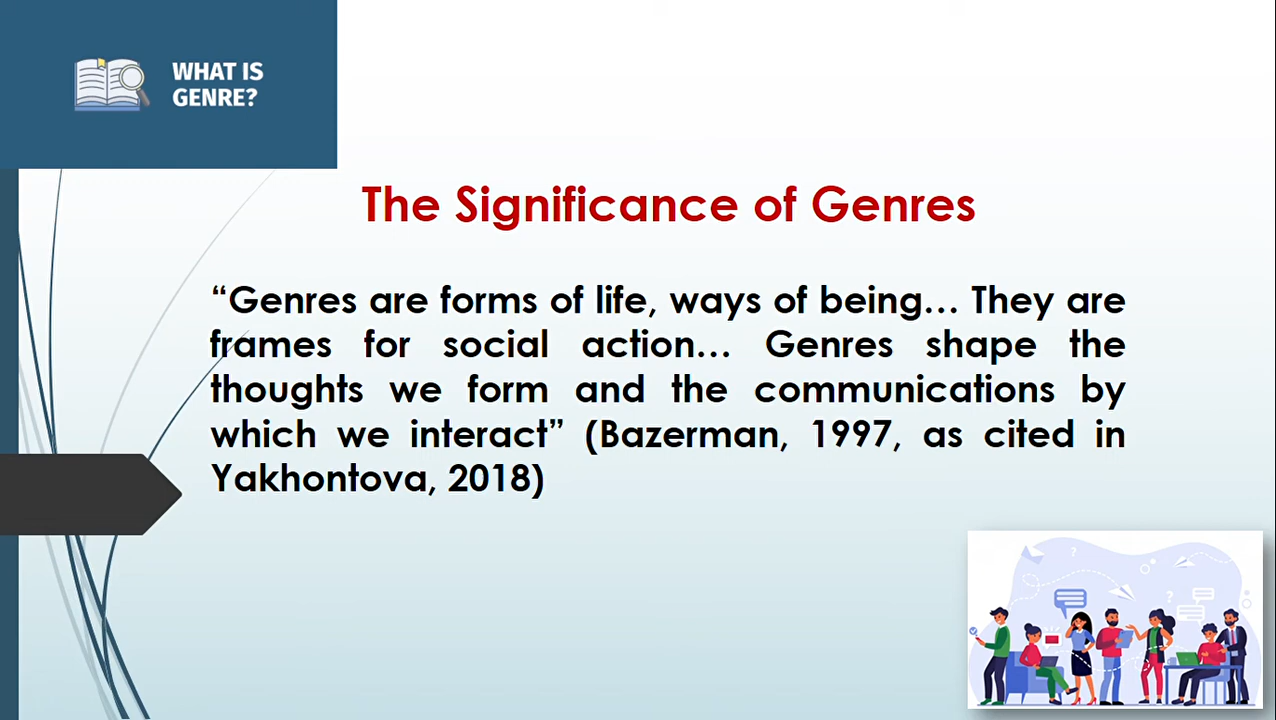 WHAT IS
GENRE?
The Significance of Genres
“Genres are forms of life, ways of being… They are
frames for social action… Genres shape the
thoughts we form and the communications by
which we interact” (Bazerman, 1997, as cited in
Yakhontova, 2018)